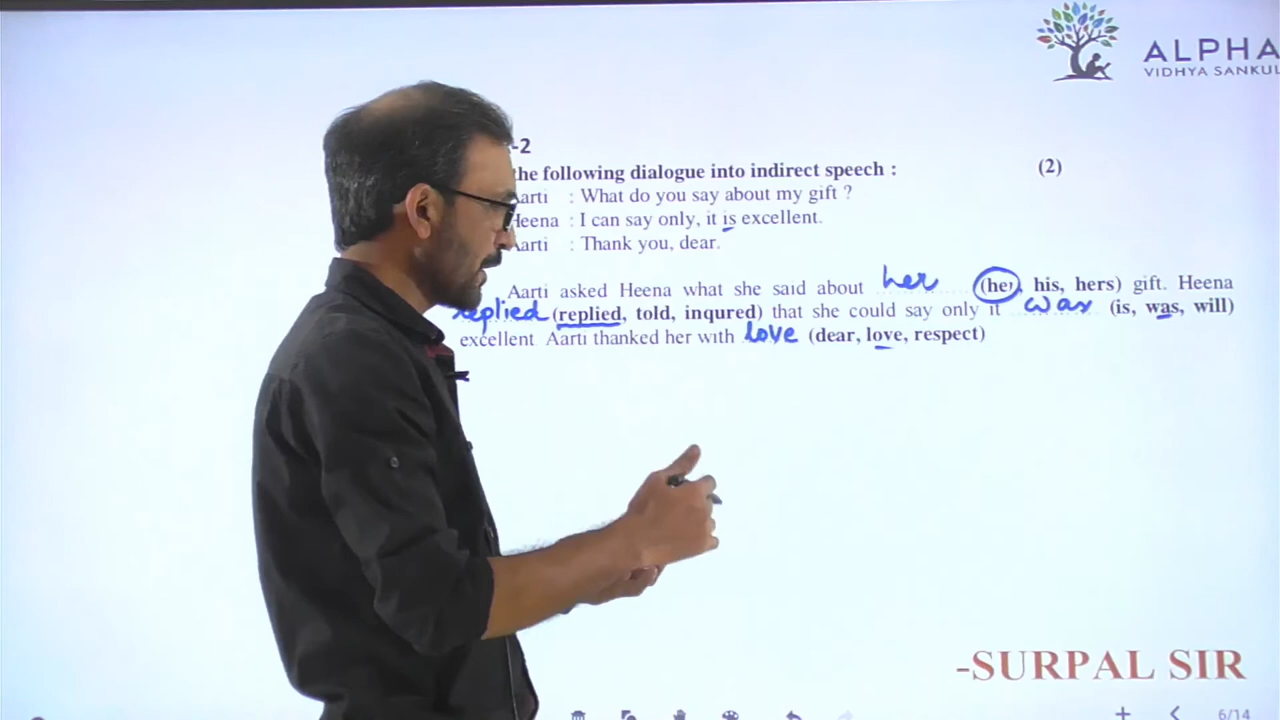 ALPHA
VIDHYA SANKUL
-2
the following dialogue into indirect speech : (2)
Aarti : What do you say about my gift ?
Heena : I can say only, it is excellent.
Aarti : Thank you, dear.
Aarti asked Heena what she said about her (her, his, hers) gift. Heena
replied (replied, told, inqured) that she could say only it was (is, was, will)
excellent Aarti thanked her with love (dear, love, respect)
-SURPAL SIR
6/14